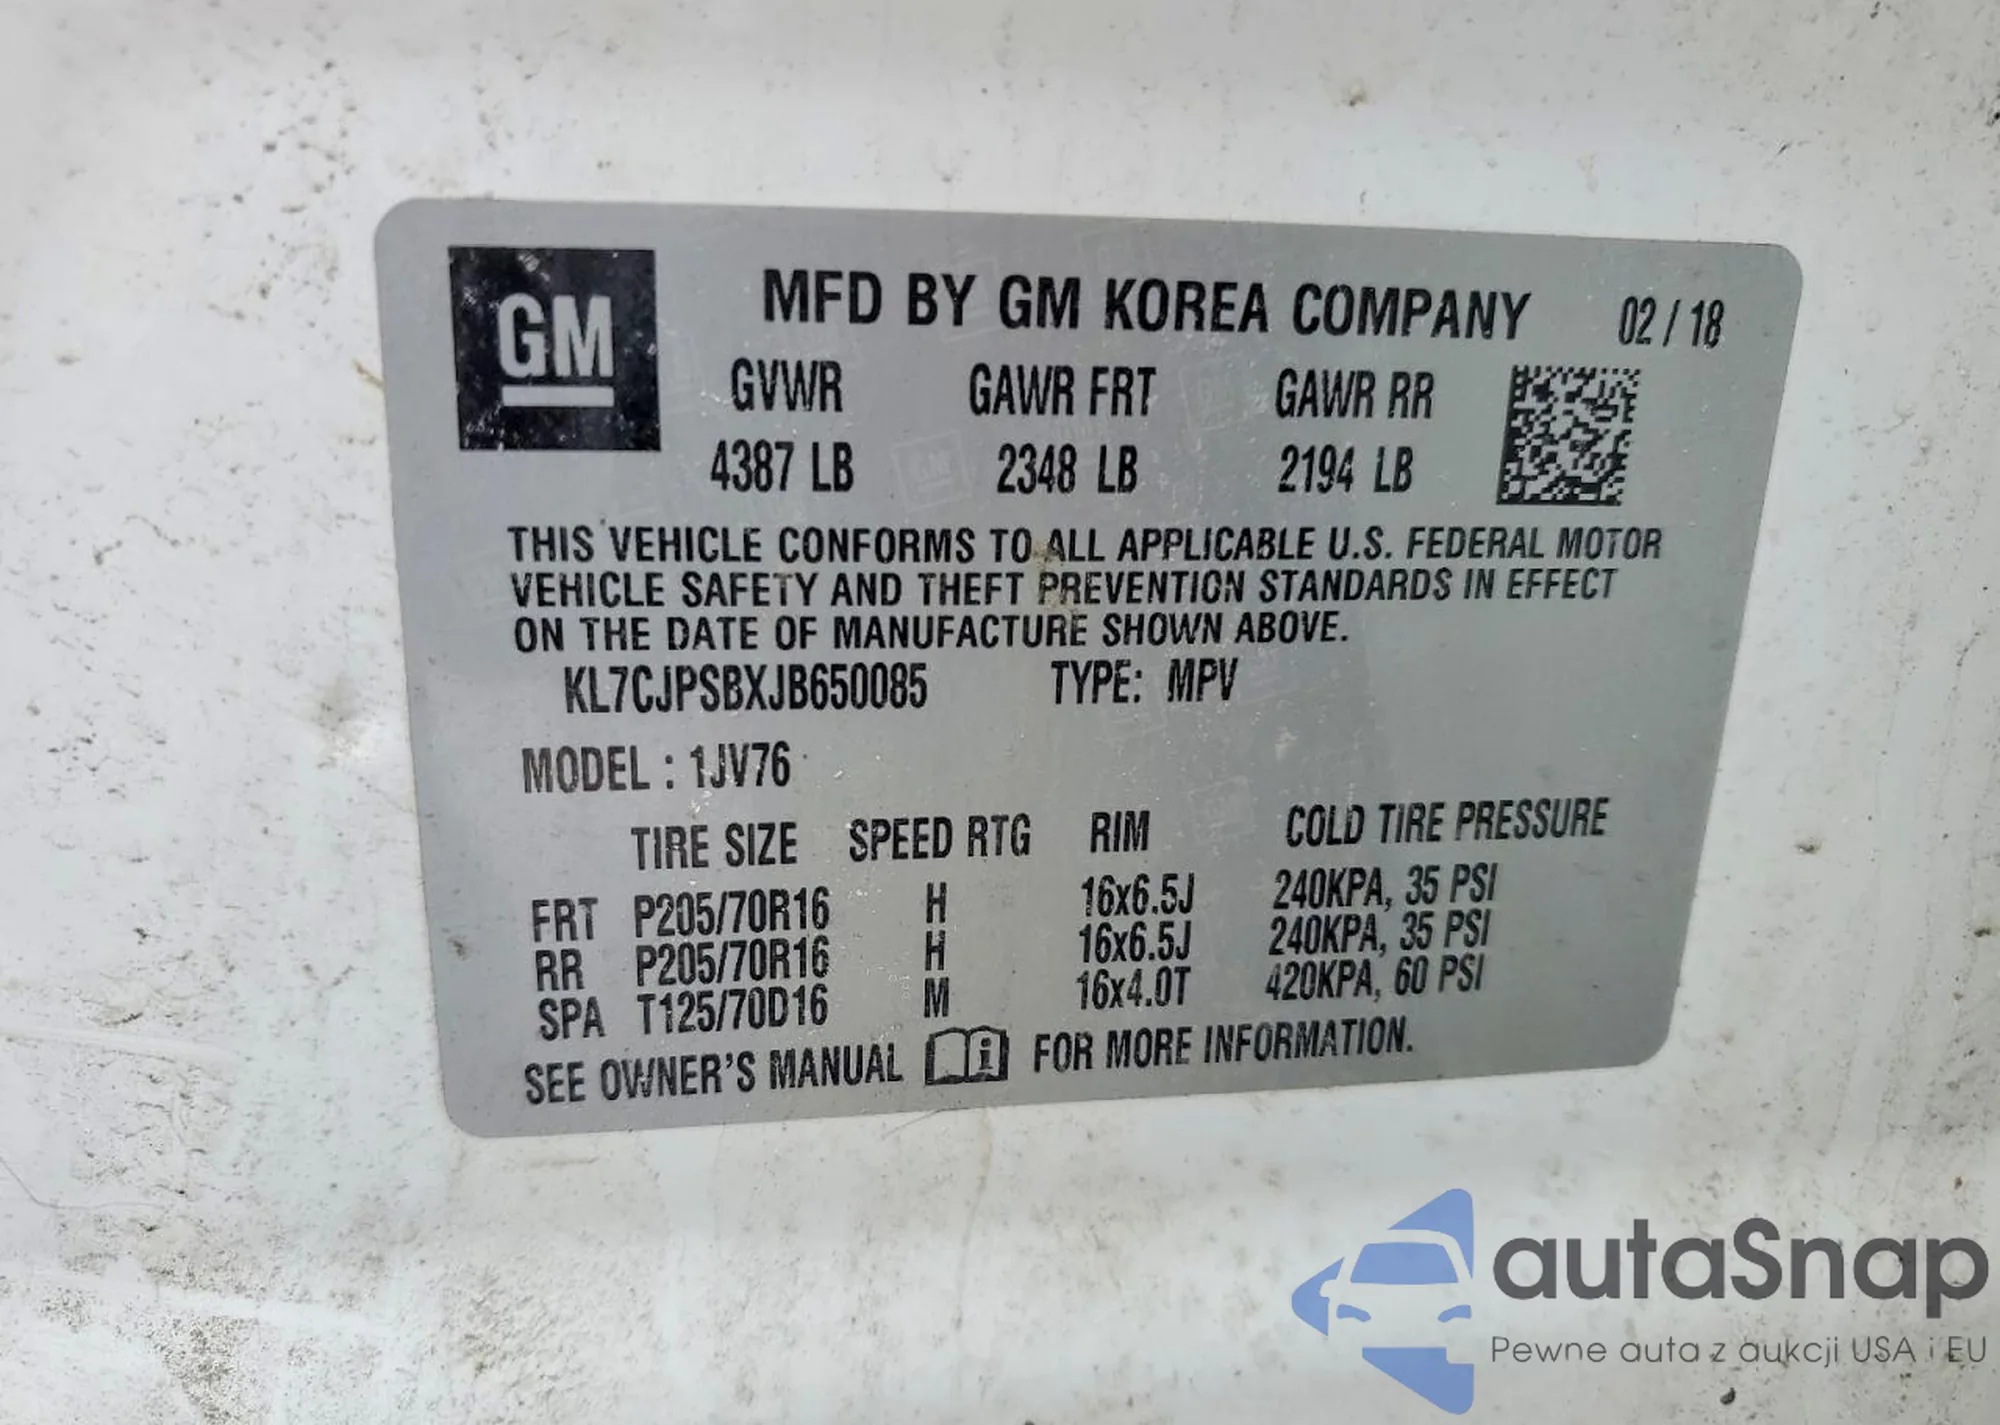 GM
MFD BY GM KOREA COMPANY 02 / 18
GVWR GAWR FRT GAWR RR
4387 LB 2348 LB 2194 LB
THIS VEHICLE CONFORMS TO ALL APPLICABLE U.S. FEDERAL MOTOR
VEHICLE SAFETY AND THEFT PREVENTION STANDARDS IN EFFECT
ON THE DATE OF MANUFACTURE SHOWN ABOVE.
KL7CJPSBXJB650085 TYPE: MPV
MODEL : 1JV76
TIRE SIZE SPEED RTG RIM COLD TIRE PRESSURE
FRT P205/70R16 H 16x6.5J 240KPA, 35 PSI
RR P205/70R16 H 16x6.5J 240KPA, 35 PSI
SPA T125/70D16 M 16x4.0T 420KPA, 60 PSI
SEE OWNER'S MANUAL i FOR MORE INFORMATION.
autaSnap
Pewne auta z aukcji USA i EU